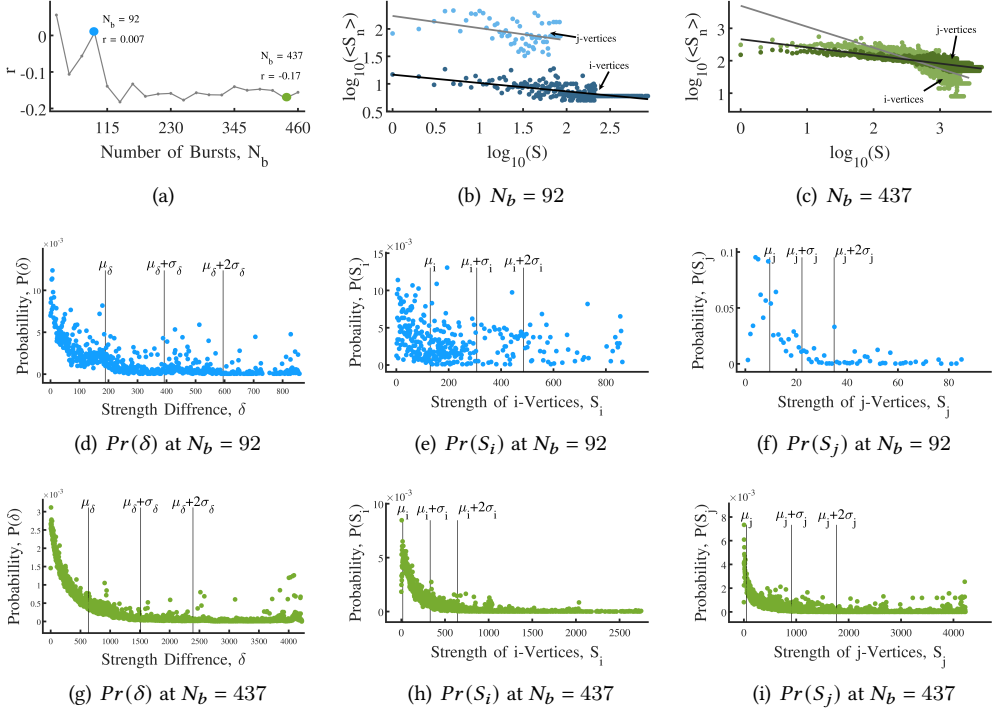 0
-0.1
-0.2
r
N_b = 92
r = 0.007
N_b = 437
r = -0.17
115 230 345 460
Number of Bursts, N_b
(a)
2.5
2
1.5
1
0.5
log_10(<S_n>)
j-vertices
i-vertices
0 0.5 1 1.5 2 2.5
log_10(S)
(b) N_b = 92
3
2
1
log_10(<S_n>)
j-vertices
i-vertices
0 1 2 3
log_10(S)
(c) N_b = 437
×10^-3
10
5
0
Probabillity, P(δ)
μ_δ μ_δ+σ_δ μ_δ+2σ_δ
0 100 200 300 400 500 600 700 800
Strength Diffrence, δ
(d) Pr(δ) at N_b = 92
×10^-3
15
10
5
0
Probaility, P(S_i)
μ_i μ_i+σ_i μ_i+2σ_i
0 200 400 600 800
Strength of i-Vertices, S_i
(e) Pr(S_i) at N_b = 92
0.1
0.05
0
Probability, P(S_j)
μ_j μ_j+σ_j μ_j+2σ_j
0 20 40 60 80
Strength of j-Vertices, S_j
(f) Pr(S_j) at N_b = 92
×10^-3
3
2.5
2
1.5
1
0.5
0
Probabillity, P(δ)
μ_δ μ_δ+σ_δ μ_δ+2σ_δ
0 500 1000 1500 2000 2500 3000 3500 4000
Strength Diffrence, δ
(g) Pr(δ) at N_b = 437
×10^-3
10
5
0
Probability, P(S_i)
μ_i μ_i+σ_i μ_i+2σ_i
0 500 1000 1500 2000 2500
Strength of i-Vertices, S_i
(h) Pr(S_i) at N_b = 437
×10^-3
8
6
4
2
0
Probability, P(S_j)
μ_j μ_j+σ_j μ_j+2σ_j
0 1000 2000 3000 4000
Strength of j-Vertices, S_j
(i) Pr(S_j) at N_b = 437